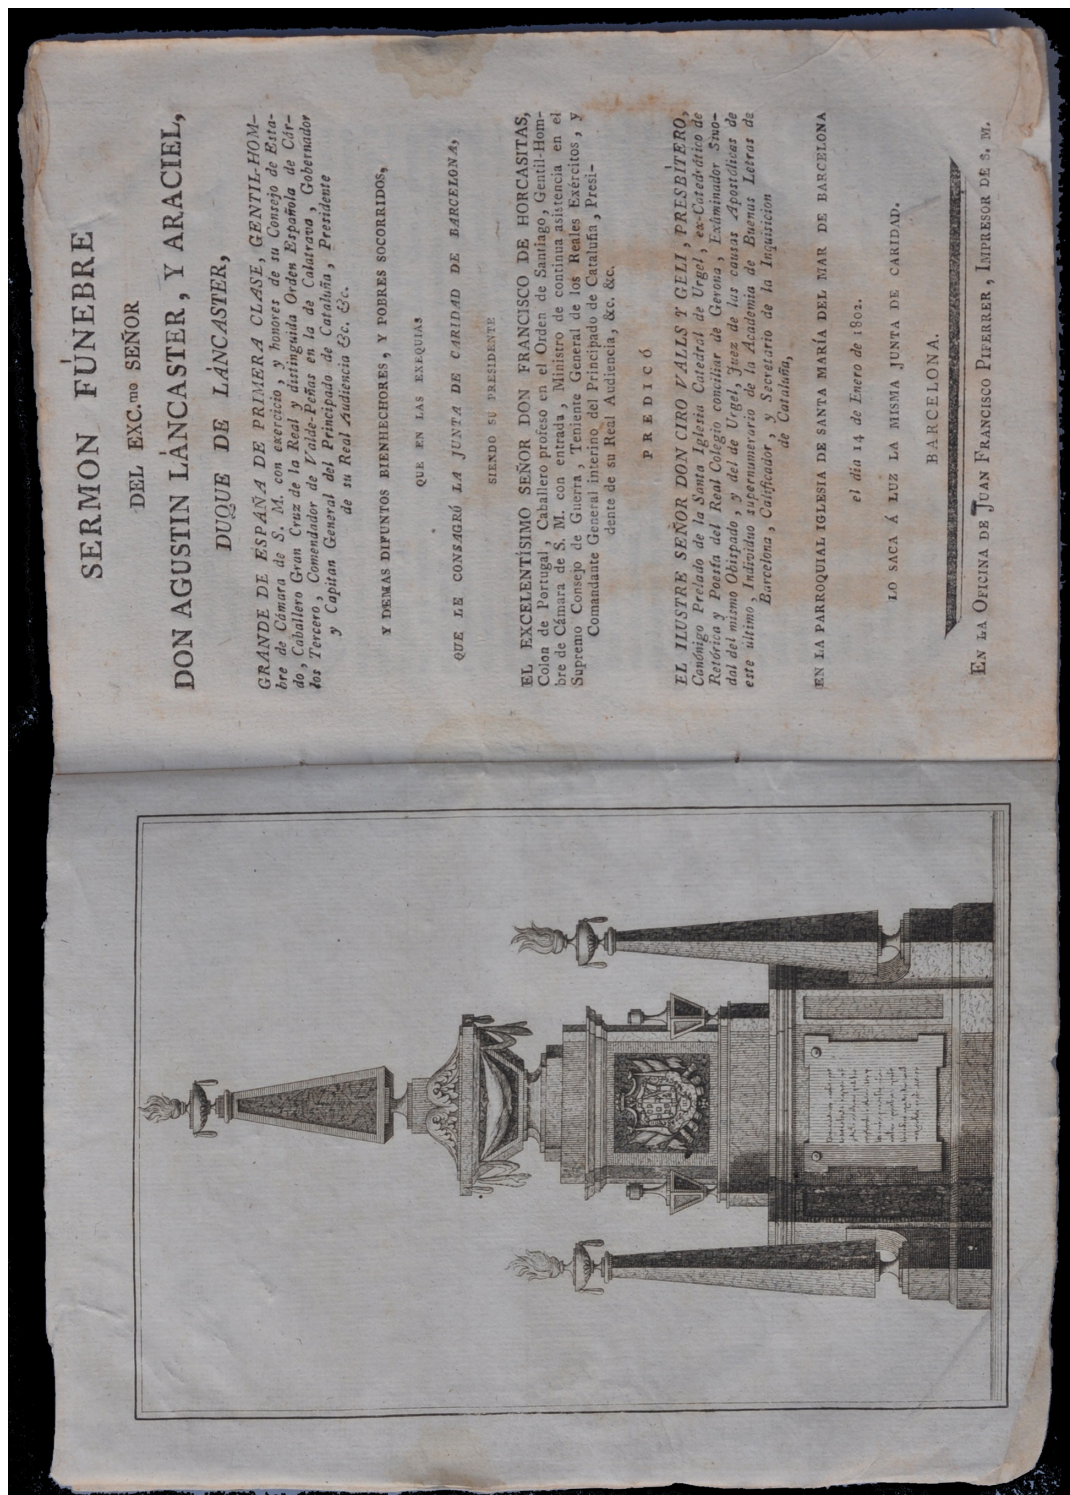 SERMON FÚNEBRE
DEL EXC.mo SEÑOR
DON AGUSTIN LÁNCASTER, Y ARACIEL,
DUQUE DE LÁNCASTER,
GRANDE DE ESPAÑA DE PRIMERA CLASE, GENTIL-HOM-
bre de Cámara de S. M. con exercicio, y honores de su Consejo de Esta-
do, Caballero Gran Cruz de la Real y distinguida Orden Española de Cár-
los Tercero, Comendador de Valde-Peñas en la de Calatrava, Gobernador
y Capitan General del Principado de Cataluña, Presidente
de su Real Audiencia &c. &c.
Y DEMAS DIFUNTOS BIENHECHORES, Y POBRES SOCORRIDOS,
QUE EN LAS EXEQUIAS
QUE LE CONSAGRÓ LA JUNTA DE CARIDAD DE BARCELONA,
SIENDO SU PRESIDENTE
EL EXCELENTÍSIMO SEÑOR DON FRANCISCO DE HORCASITAS,
Colon de Portugal, Caballero profeso en el Orden de Santiago, Gentil-Hom-
bre de Cámara de S. M. con entrada, Ministro de continua asistencia en el
Supremo Consejo de Guerra, Teniente General de los Reales Exércitos, y
Comandante General interino del Principado de Cataluña, Presi-
dente de su Real Audiencia, &c. &c.
PREDICÓ
EL ILUSTRE SEÑOR DON CIRO VALLS Y GELI, PRESBÍTERO,
Canónigo Prelado de la Santa Iglesia Catedral de Urgel, ex-Catedrático de
Retórica y Poesía del Real Colegio conciliar de Gerona, Exâminador Sino-
dal del mismo Obispado, y del de Urgel, Juez de las causas Apostólicas de
este último, Individuo supernumerario de la Academia de Buenas Letras de
Barcelona, Calificador, y Secretario de la Inquisicion
de Cataluña,
EN LA PARROQUIAL IGLESIA DE SANTA MARÍA DEL MAR DE BARCELONA
el dia 14 de Enero de 1802.
LO SACA Á LUZ LA MISMA JUNTA DE CARIDAD.
BARCELONA.
EN LA OFICINA DE JUAN FRANCISCO PIFERRER, IMPRESOR DE S. M.